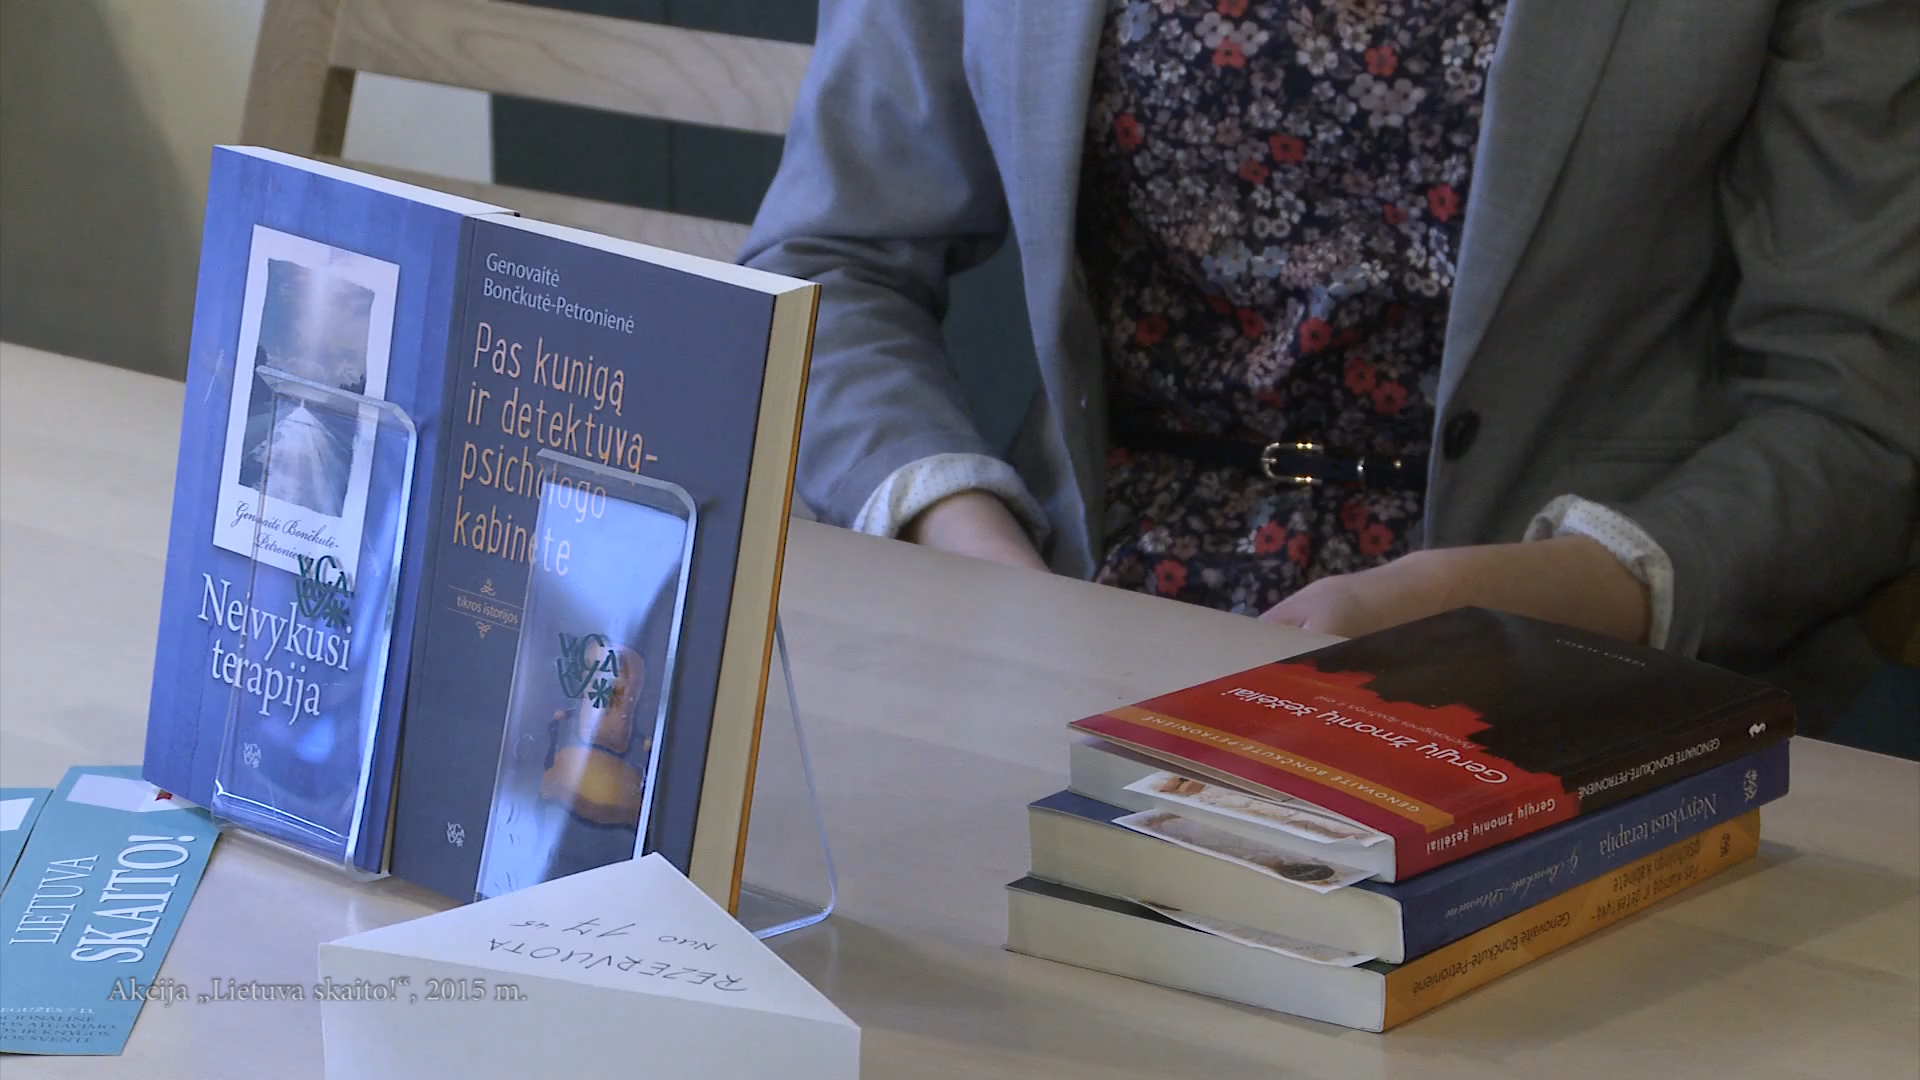 Genovaitė
Bončkutė-Petronienė
Pas kunigą
ir detektyvą-
psichologo
kabinete
tikros istorijos
Genovaitė Bončkutė-
Petronienė
Neįvykusi
terapija
LIETUVA
SKAITO!
REZERVUOTA
NUO 17 45
Akcija „Lietuva skaito!“, 2015 m.
GENOVAITĖ BONČKUTĖ-PETRONIENĖ
Gerųjų žmonių šešėliai
Gerųjų žmonių šešėliai
GENOVAITĖ BONČKUTĖ-PETRONIENĖ
Neįvykusi terapija
Pas kunigą ir detektyvą-
psichologo kabinete
Genovaitė Bončkutė-Petronienė